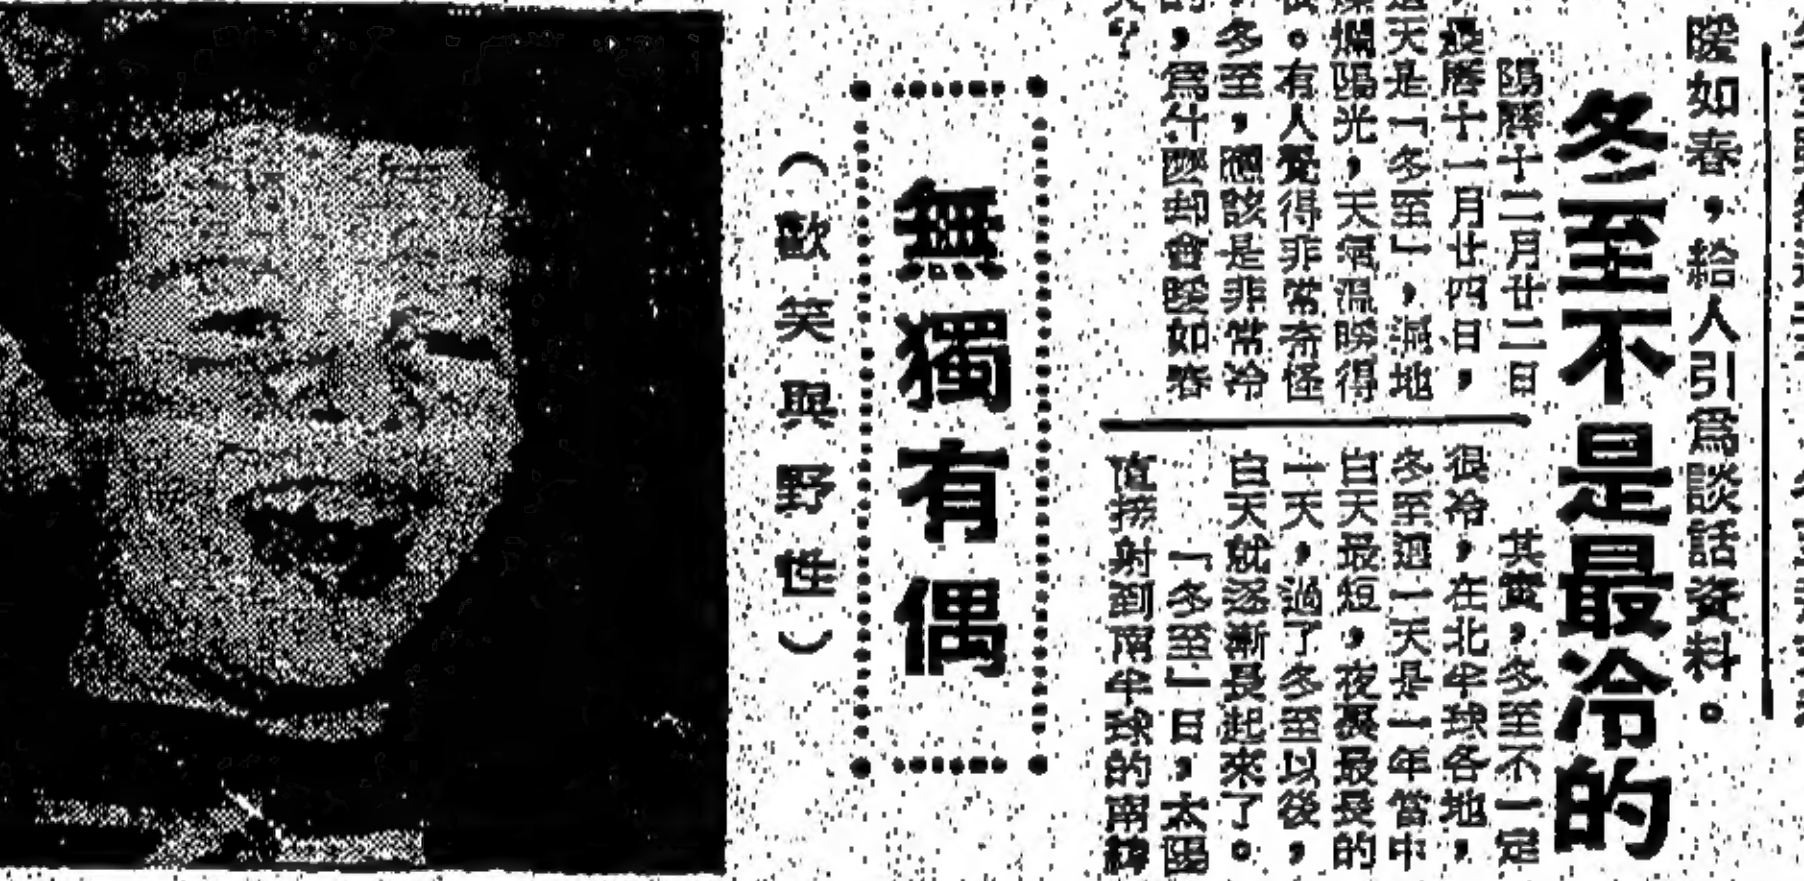 暖如春，給人引爲談話資料。
冬至不是最冷的
陽曆十二月廿二日
，是曆十一月廿四日，
天是「冬至」，滿地
燦爛陽光，天氣溫暖得
。有人覺得非常奇怪
，冬至，應該是非常冷
的，爲什麼却會暖如春
天？
其實，冬至不一定
很冷，在北半球各地，
冬至這一天是一年當中
白天最短，夜裏最長的
一天，過了冬至以後，
白天就逐漸長起來了。
「冬至」日，太陽
直接射到南半球的南緯
無獨有偶
（歐笑與野性）